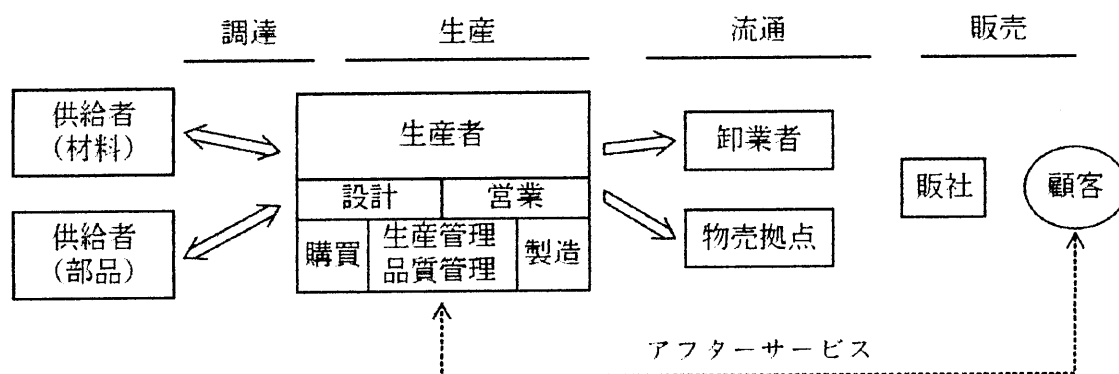 調達
生産
流通
販売
供給者
(材料)
供給者
(部品)
生産者
設計
営業
購買
生産管理
品質管理
製造
卸業者
物売拠点
販社
顧客
アフターサービス